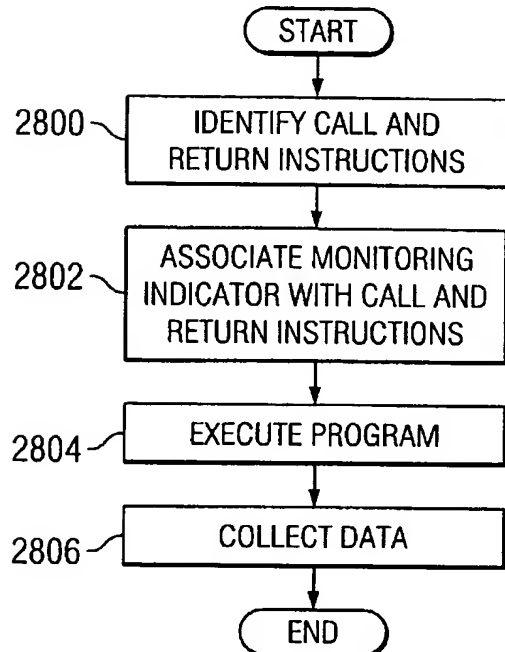 START
2800
IDENTIFY CALL AND
RETURN INSTRUCTIONS
2802
ASSOCIATE MONITORING
INDICATOR WITH CALL AND
RETURN INSTRUCTIONS
2804
EXECUTE PROGRAM
2806
COLLECT DATA
END